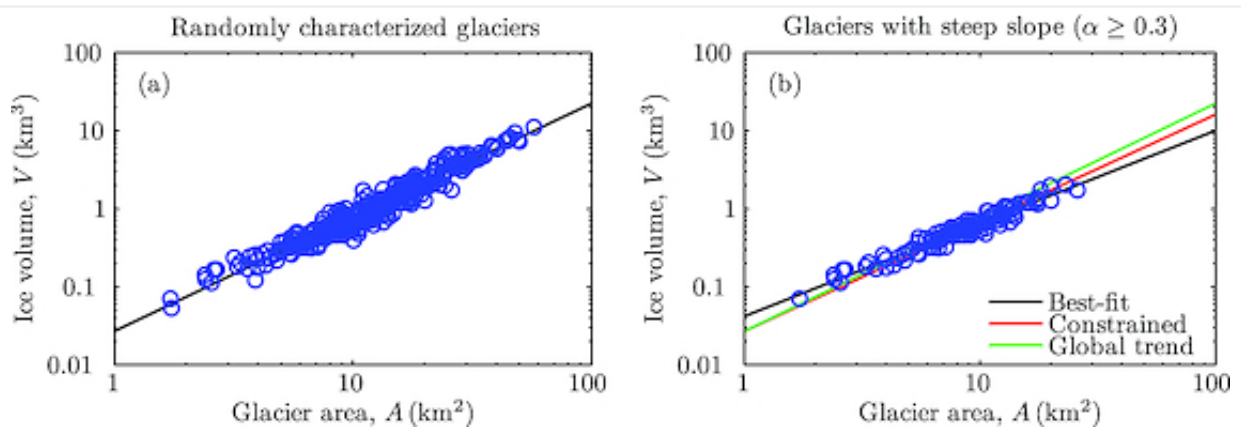 Randomly characterized glaciers
(a)
Ice volume, V (km³)
100
10
1
0.1
0.01
1
10
100
Glacier area, A (km²)
Glaciers with steep slope (α ≥ 0.3)
(b)
Ice volume, V (km³)
100
10
1
0.1
0.01
1
10
100
Glacier area, A (km²)
Best-fit
Constrained
Global trend